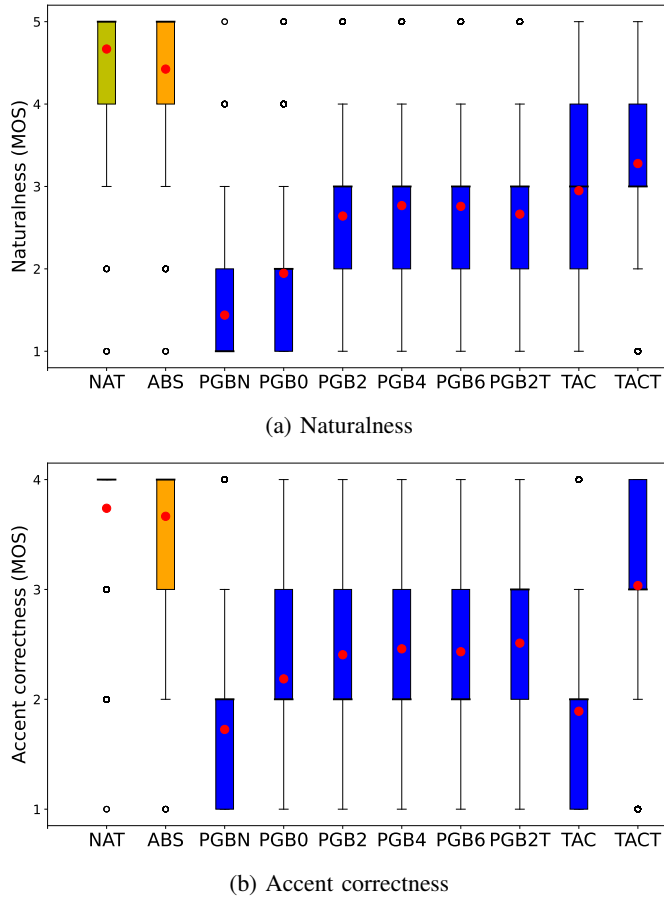 5
4
3
2
1
Naturalness (MOS)
NAT ABS PGBN PGB0 PGB2 PGB4 PGB6 PGB2T TAC TACT
(a) Naturalness
4
3
2
1
Accent correctness (MOS)
NAT ABS PGBN PGB0 PGB2 PGB4 PGB6 PGB2T TAC TACT
(b) Accent correctness